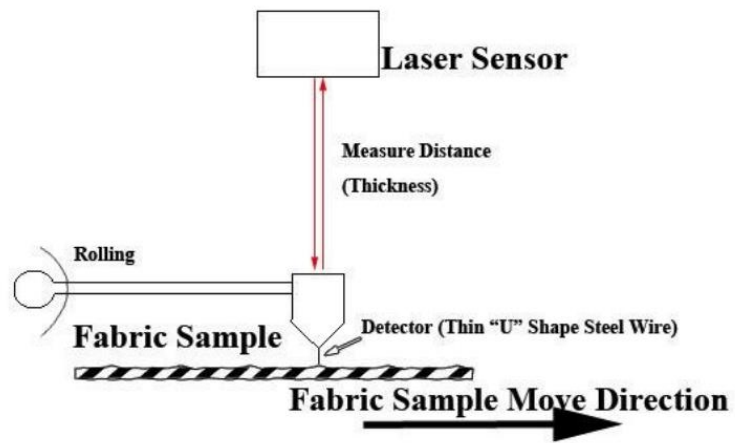 Laser Sensor
Measure Distance
(Thickness)
Rolling
Detector (Thin “U” Shape Steel Wire)
Fabric Sample
Fabric Sample Move Direction